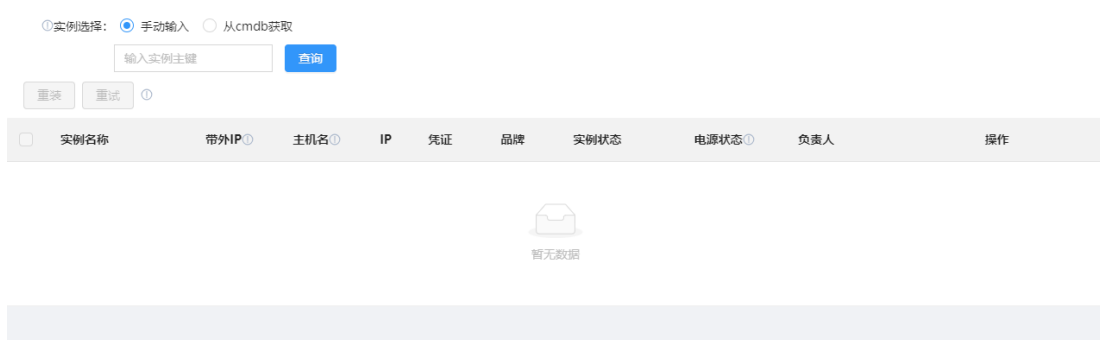 实例选择: 手动输入 从cmdb获取
输入实例主键 查询
重装 重试
实例名称 带外IP 主机名 IP 凭证 品牌 实例状态 电源状态 负责人 操作
暂无数据